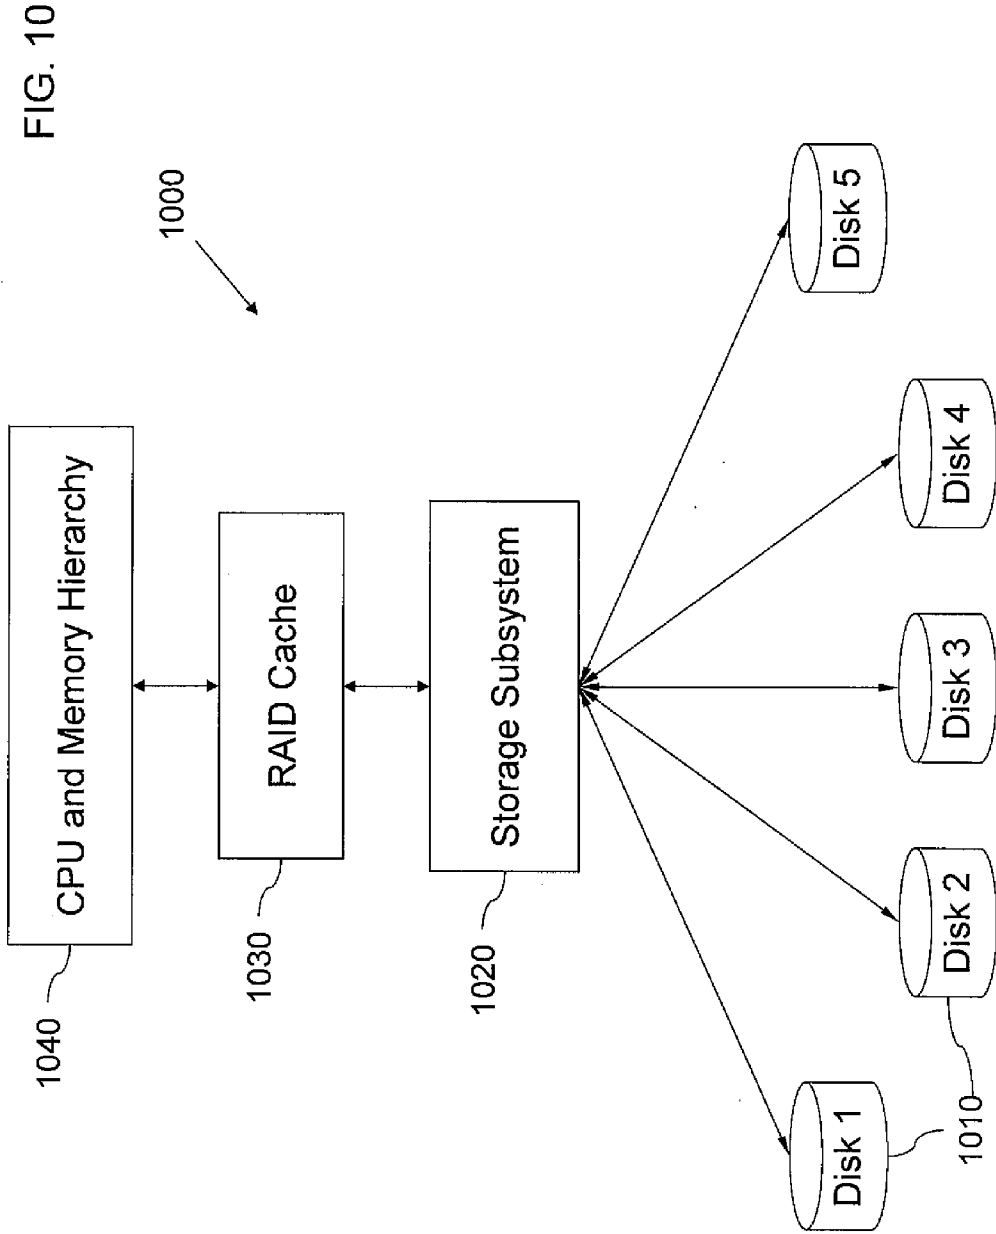 FIG. 10
1000
1040
CPU and Memory Hierarchy
1030
RAID Cache
1020
Storage Subsystem
Disk 1
Disk 2
Disk 3
Disk 4
Disk 5
1010